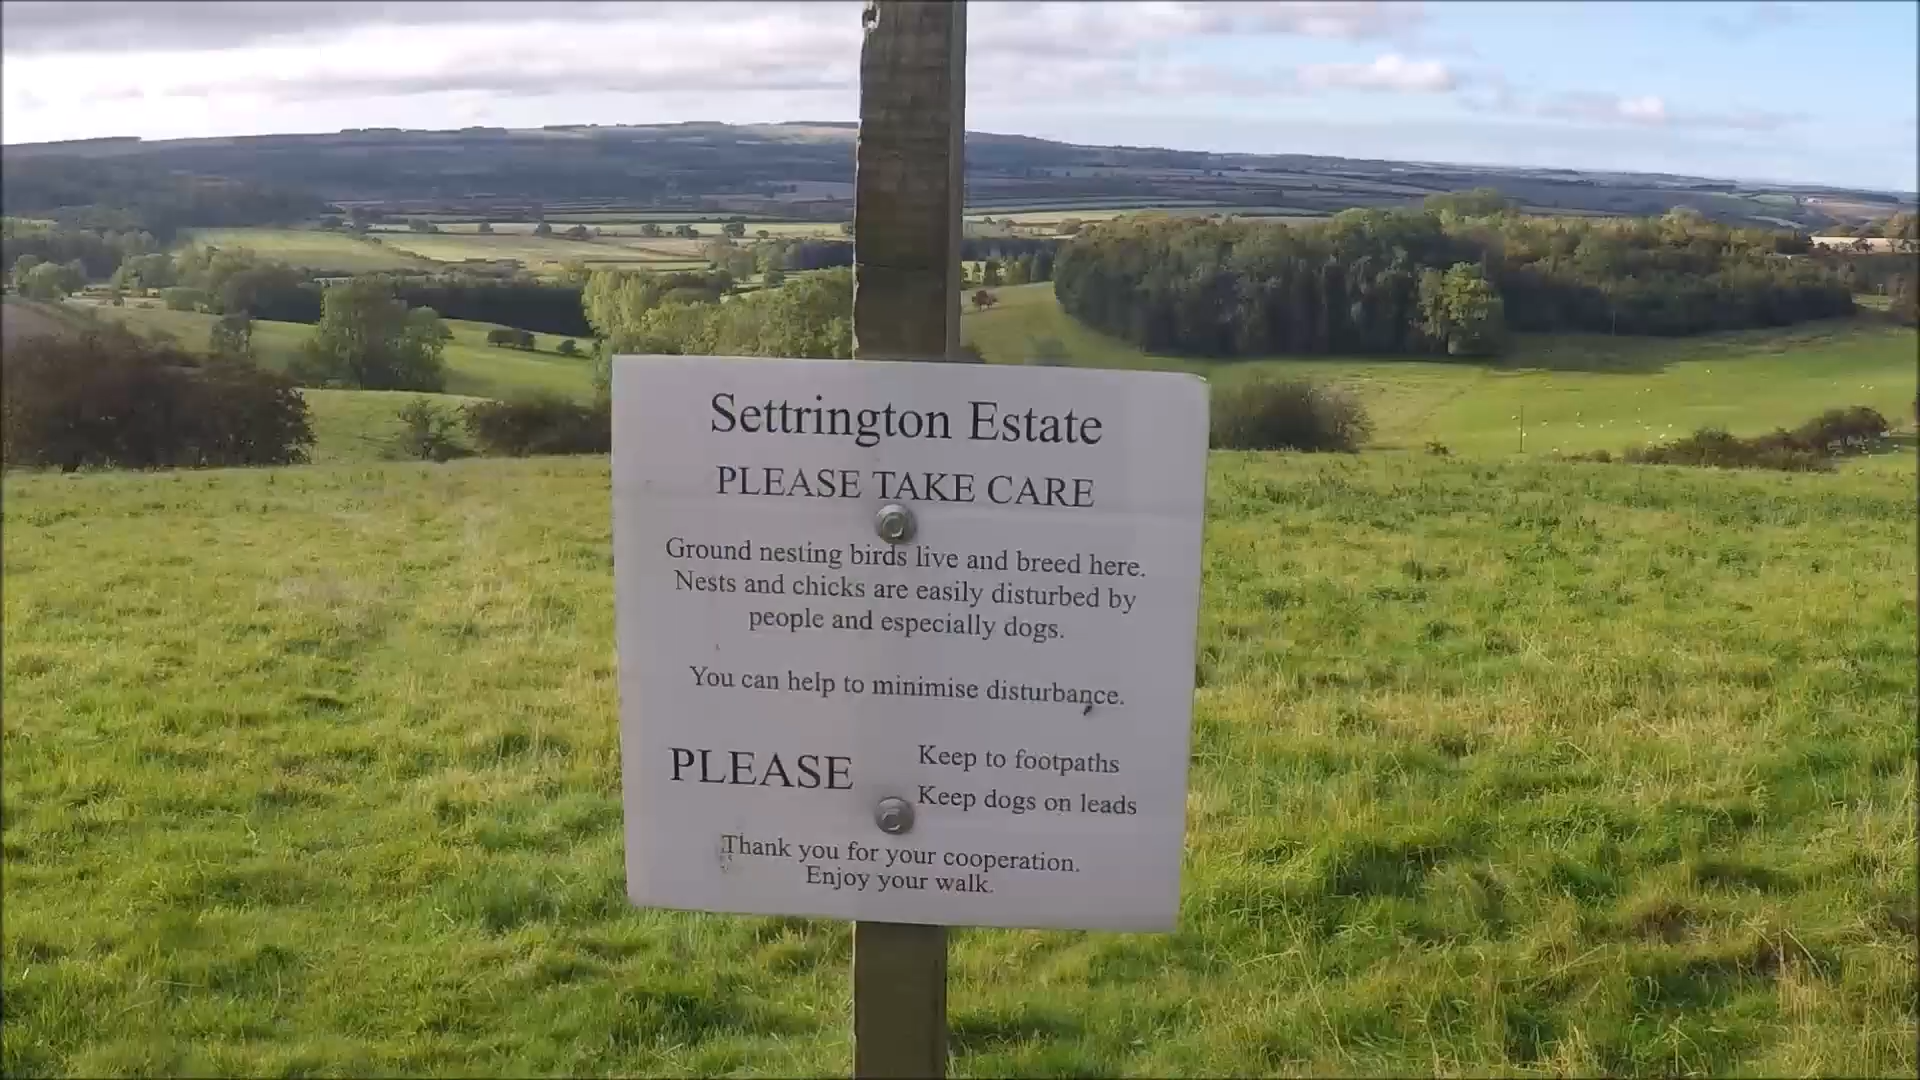 Settrington Estate
PLEASE TAKE CARE
Ground nesting birds live and breed here.
Nests and chicks are easily disturbed by
people and especially dogs.
You can help to minimise disturbance.
PLEASE
Keep to footpaths
Keep dogs on leads
Thank you for your cooperation.
Enjoy your walk.